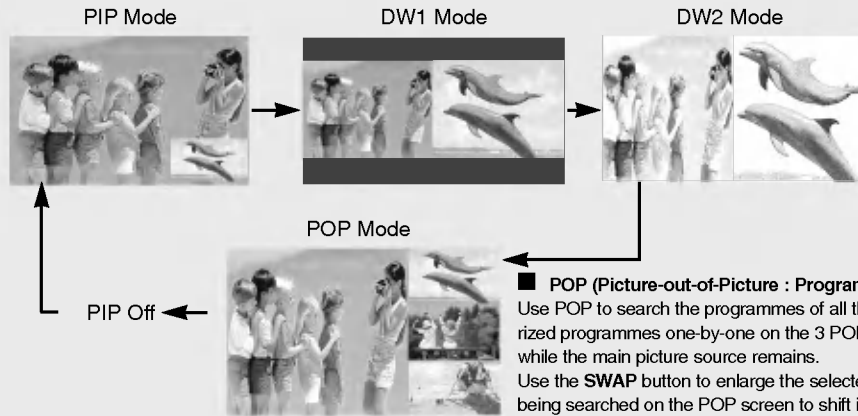 PIP Mode
DW1 Mode
DW2 Mode
POP Mode
PIP Off
■ POP (Picture-out-of-Picture : Program
Use POP to search the programmes of all th
rized programmes one-by-one on the 3 POP
while the main picture source remains.
Use the SWAP button to enlarge the selecte
being searched on the POP screen to shift i